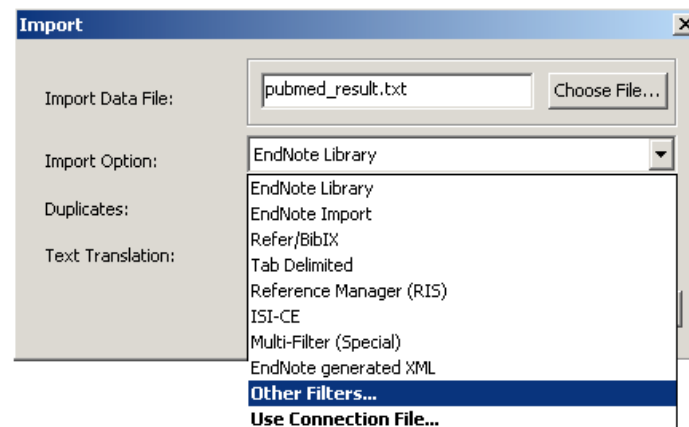 Import
Import Data File:
pubmed_result.txt
Choose File...
Import Option:
EndNote Library
Duplicates:
Text Translation:
EndNote Library
EndNote Import
Refer/BibIX
Tab Delimited
Reference Manager (RIS)
ISI-CE
Multi-Filter (Special)
EndNote generated XML
Other Filters...
Use Connection File...